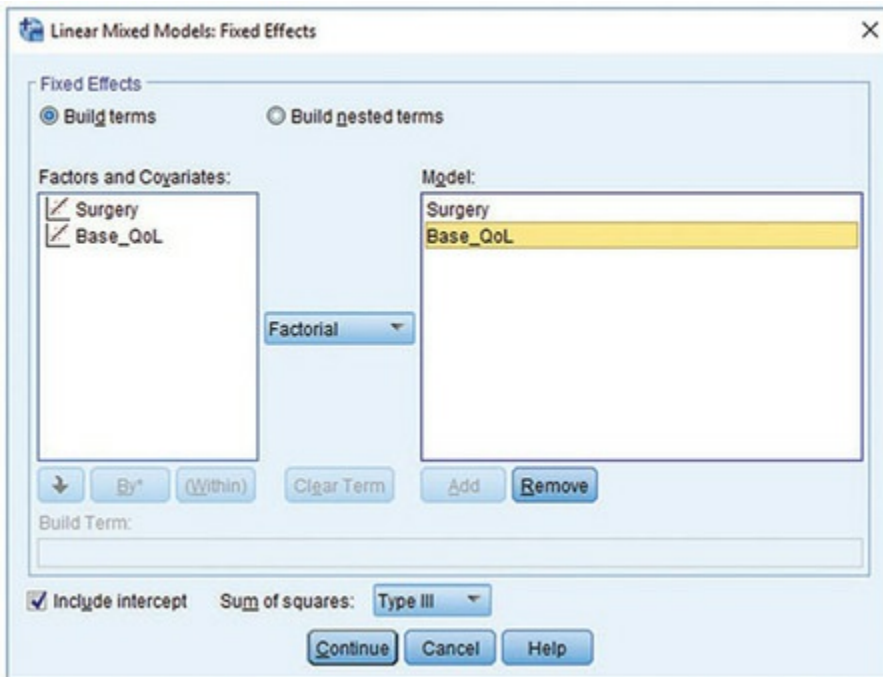 Linear Mixed Models: Fixed Effects
Fixed Effects
Build terms
Build nested terms
Factors and Covariates:
Model:
Surgery
Base_QoL
Surgery
Base_QoL
Factorial
By*
(Within)
Clear Term
Add
Remove
Build Term:
Include intercept
Sum of squares:
Type III
Continue
Cancel
Help